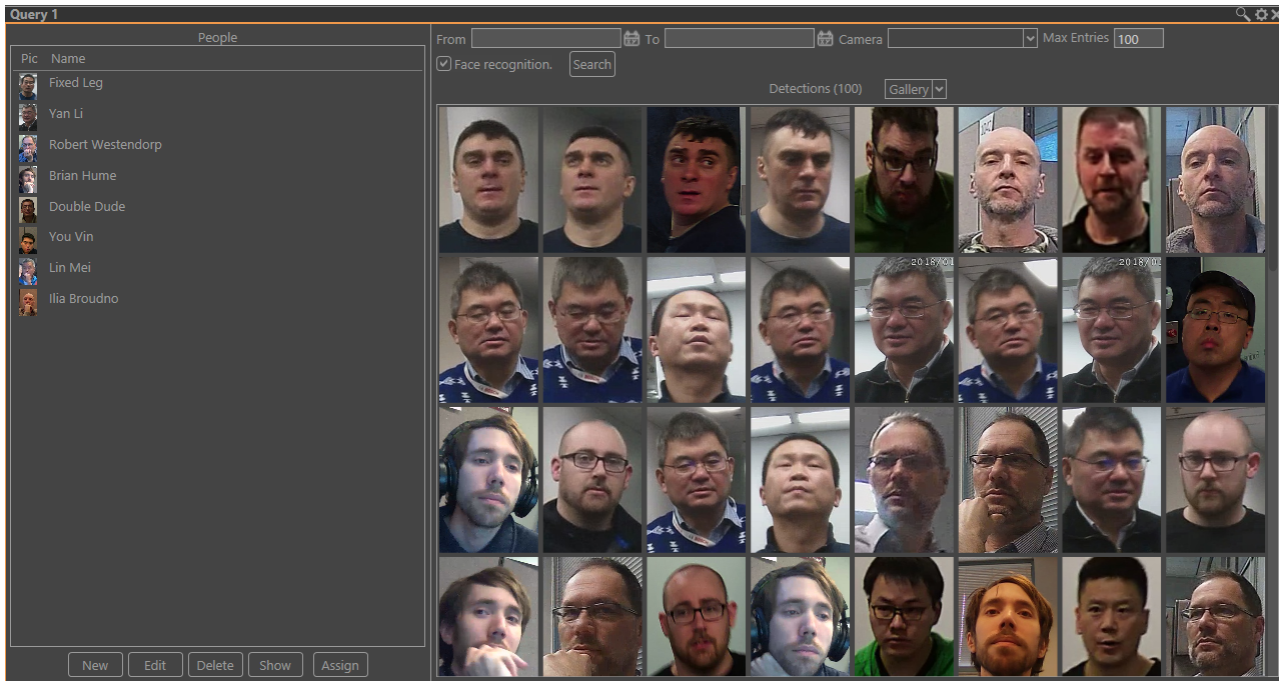 Query 1
People
Pic Name
Fixed Leg
Yan Li
Robert Westendorp
Brian Hume
Double Dude
You Vin
Lin Mei
Ilia Broudno
New Edit Delete Show Assign
From To Camera Max Entries 100
Face recognition. Search
Detections (100) Gallery
2018/01 2018/01